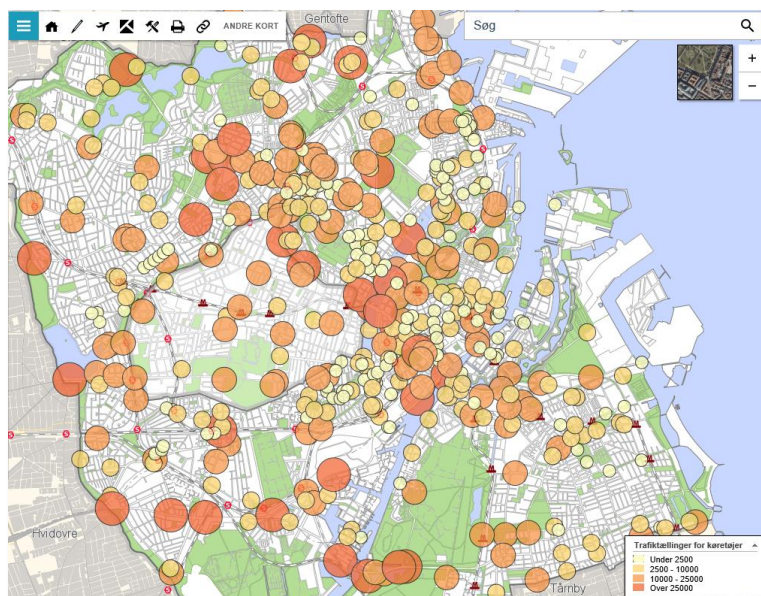 ANDRE KORT
Søg
Gentofte
+
−
Hvidovre
Tårnby
Trafiktællinger for køretøjer
Under 2500
2500 - 10000
10000 - 25000
Over 25000